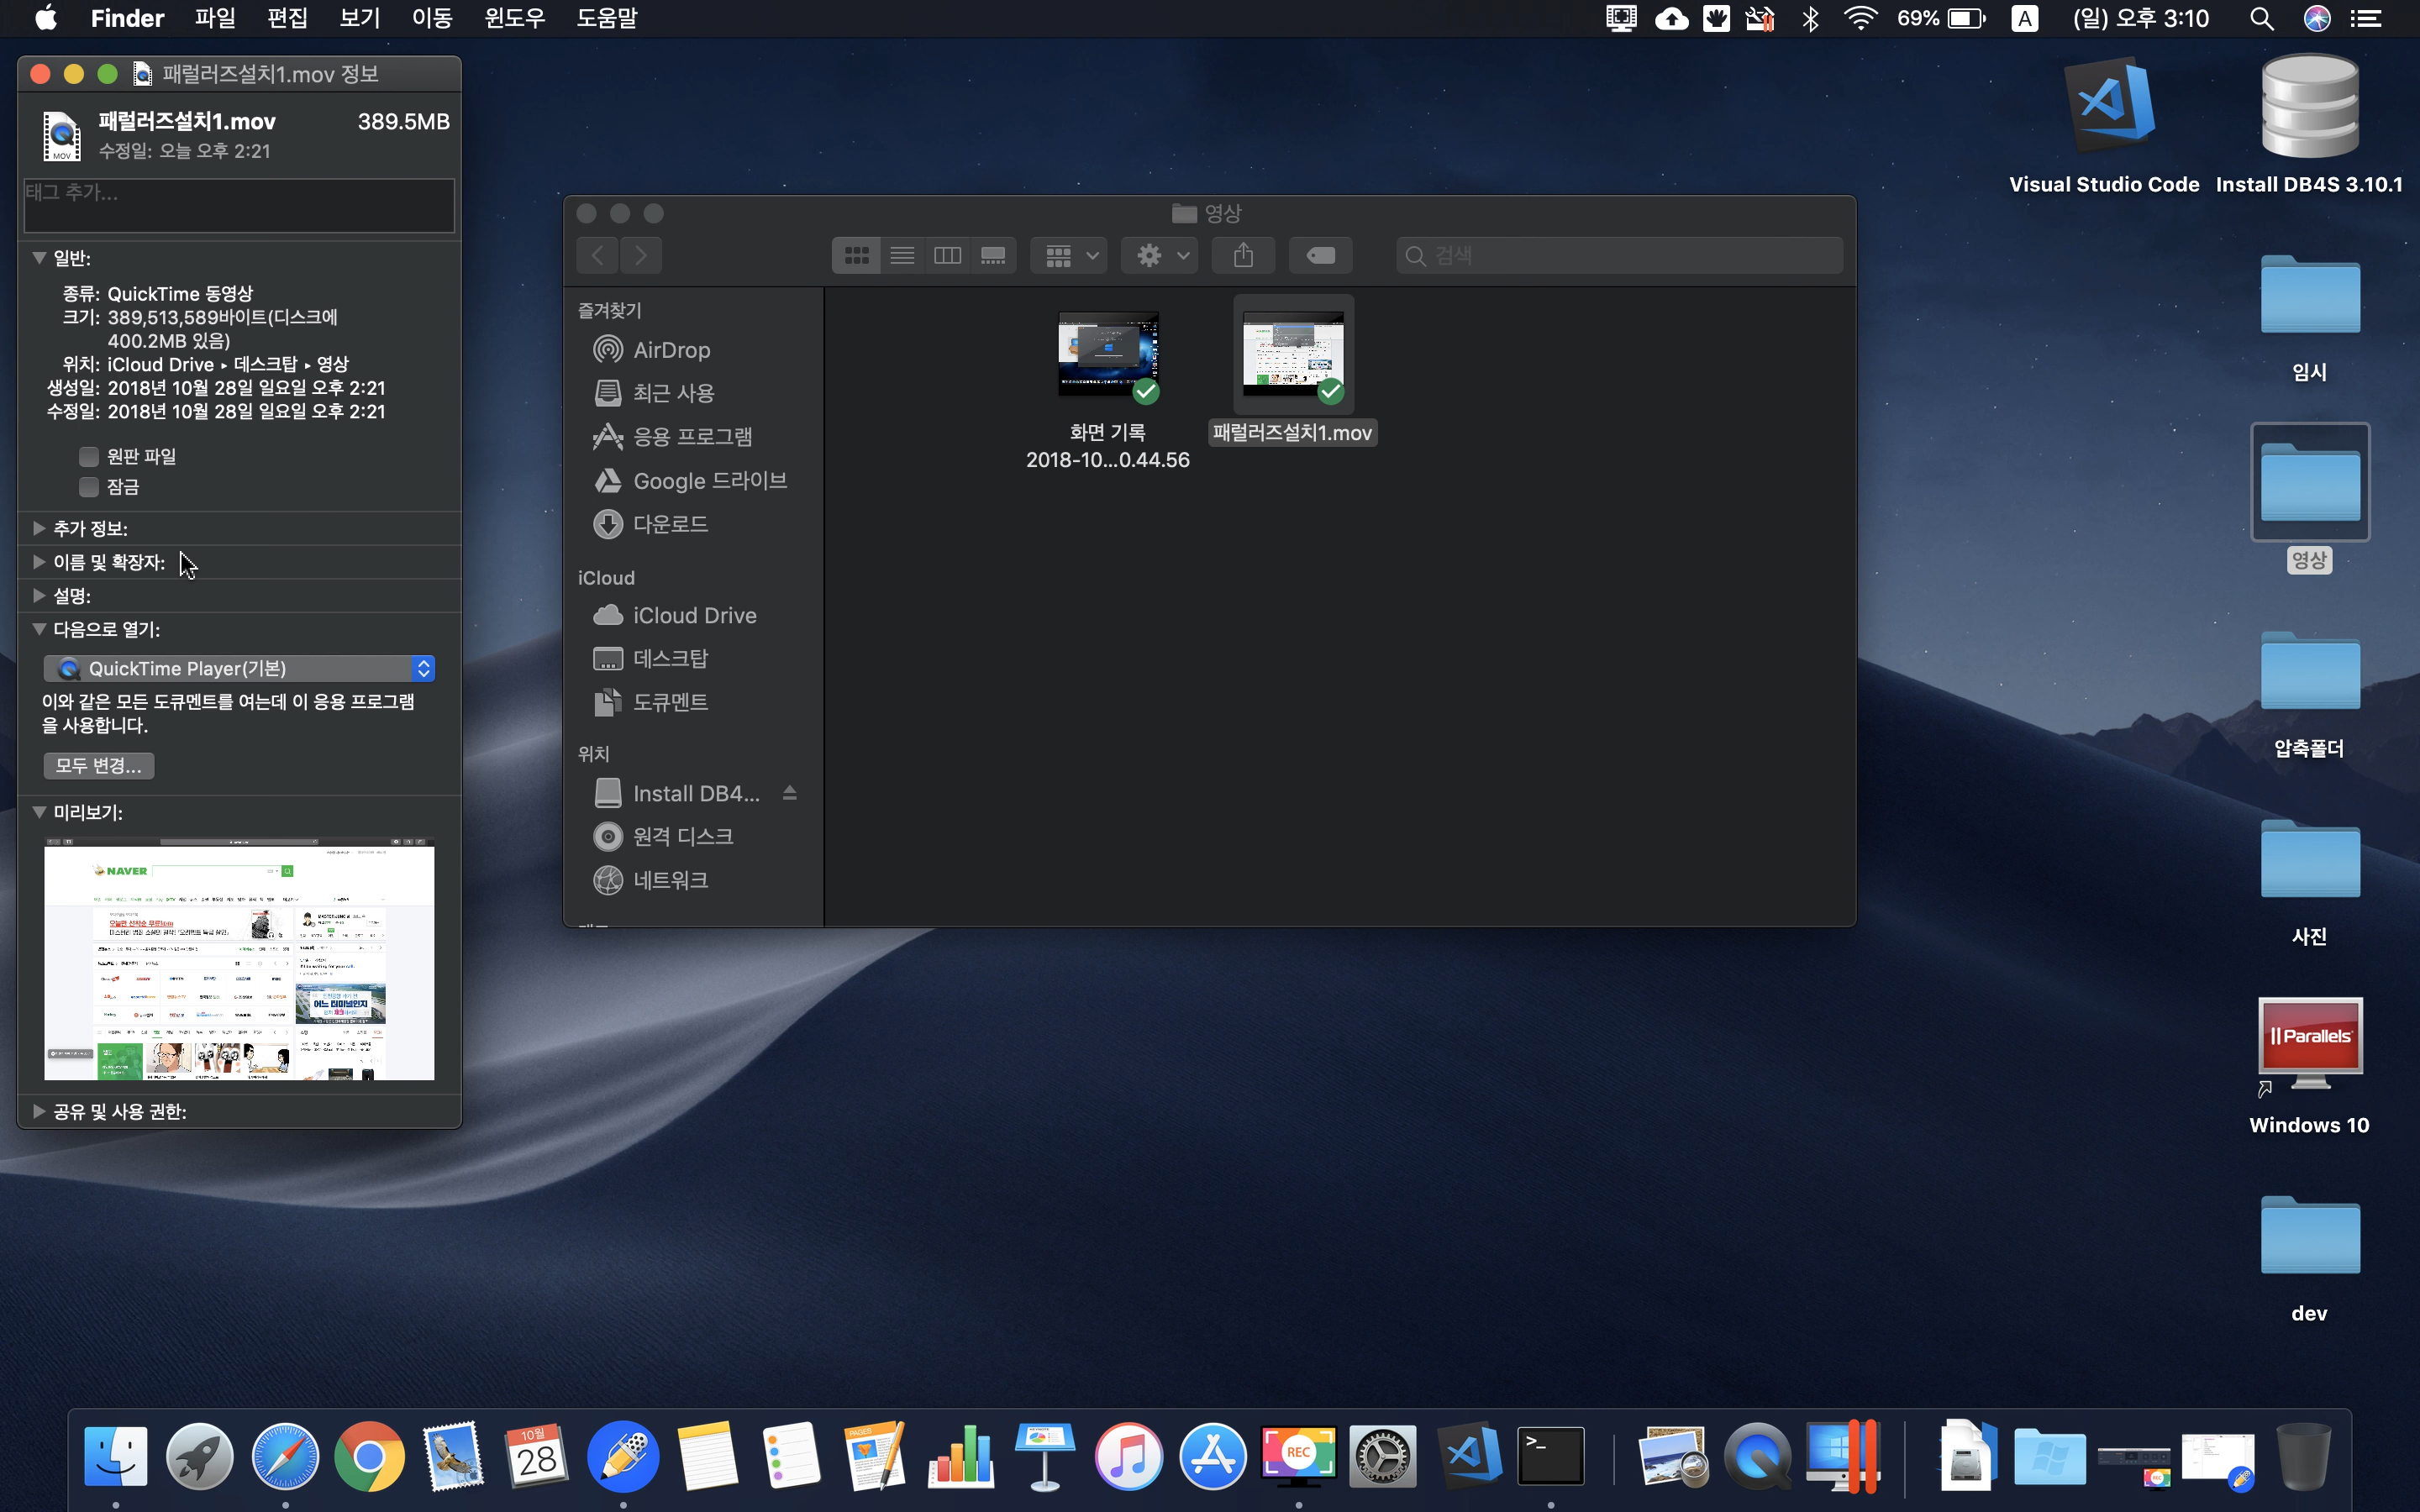 Finder 파일 편집 보기 이동 윈도우 도움말
69% A (일) 오후 3:10
패럴러즈설치1.mov 정보
패럴러즈설치1.mov 389.5MB
수정일: 오늘 오후 2:21
MOV
태그 추가...
일반:
종류: QuickTime 동영상
크기: 389,513,589바이트(디스크에
400.2MB 있음)
위치: iCloud Drive ▸ 데스크탑 ▸ 영상
생성일: 2018년 10월 28일 일요일 오후 2:21
수정일: 2018년 10월 28일 일요일 오후 2:21
원판 파일
잠금
추가 정보:
이름 및 확장자:
설명:
다음으로 열기:
QuickTime Player(기본)
이와 같은 모든 도큐멘트를 여는데 이 응용 프로그램
을 사용합니다.
모두 변경...
미리보기:
NAVER
어느 터미널인지
공유 및 사용 권한:
영상
검색
즐겨찾기
AirDrop
최근 사용
응용 프로그램
Google 드라이브
다운로드
iCloud
iCloud Drive
데스크탑
도큐멘트
위치
Install DB4...
원격 디스크
네트워크
화면 기록
2018-10...0.44.56
패럴러즈설치1.mov
Visual Studio Code
Install DB4S 3.10.1
임시
영상
압축폴더
사진
Parallels
Windows 10
dev
10월
28
PAGES
REC
>_